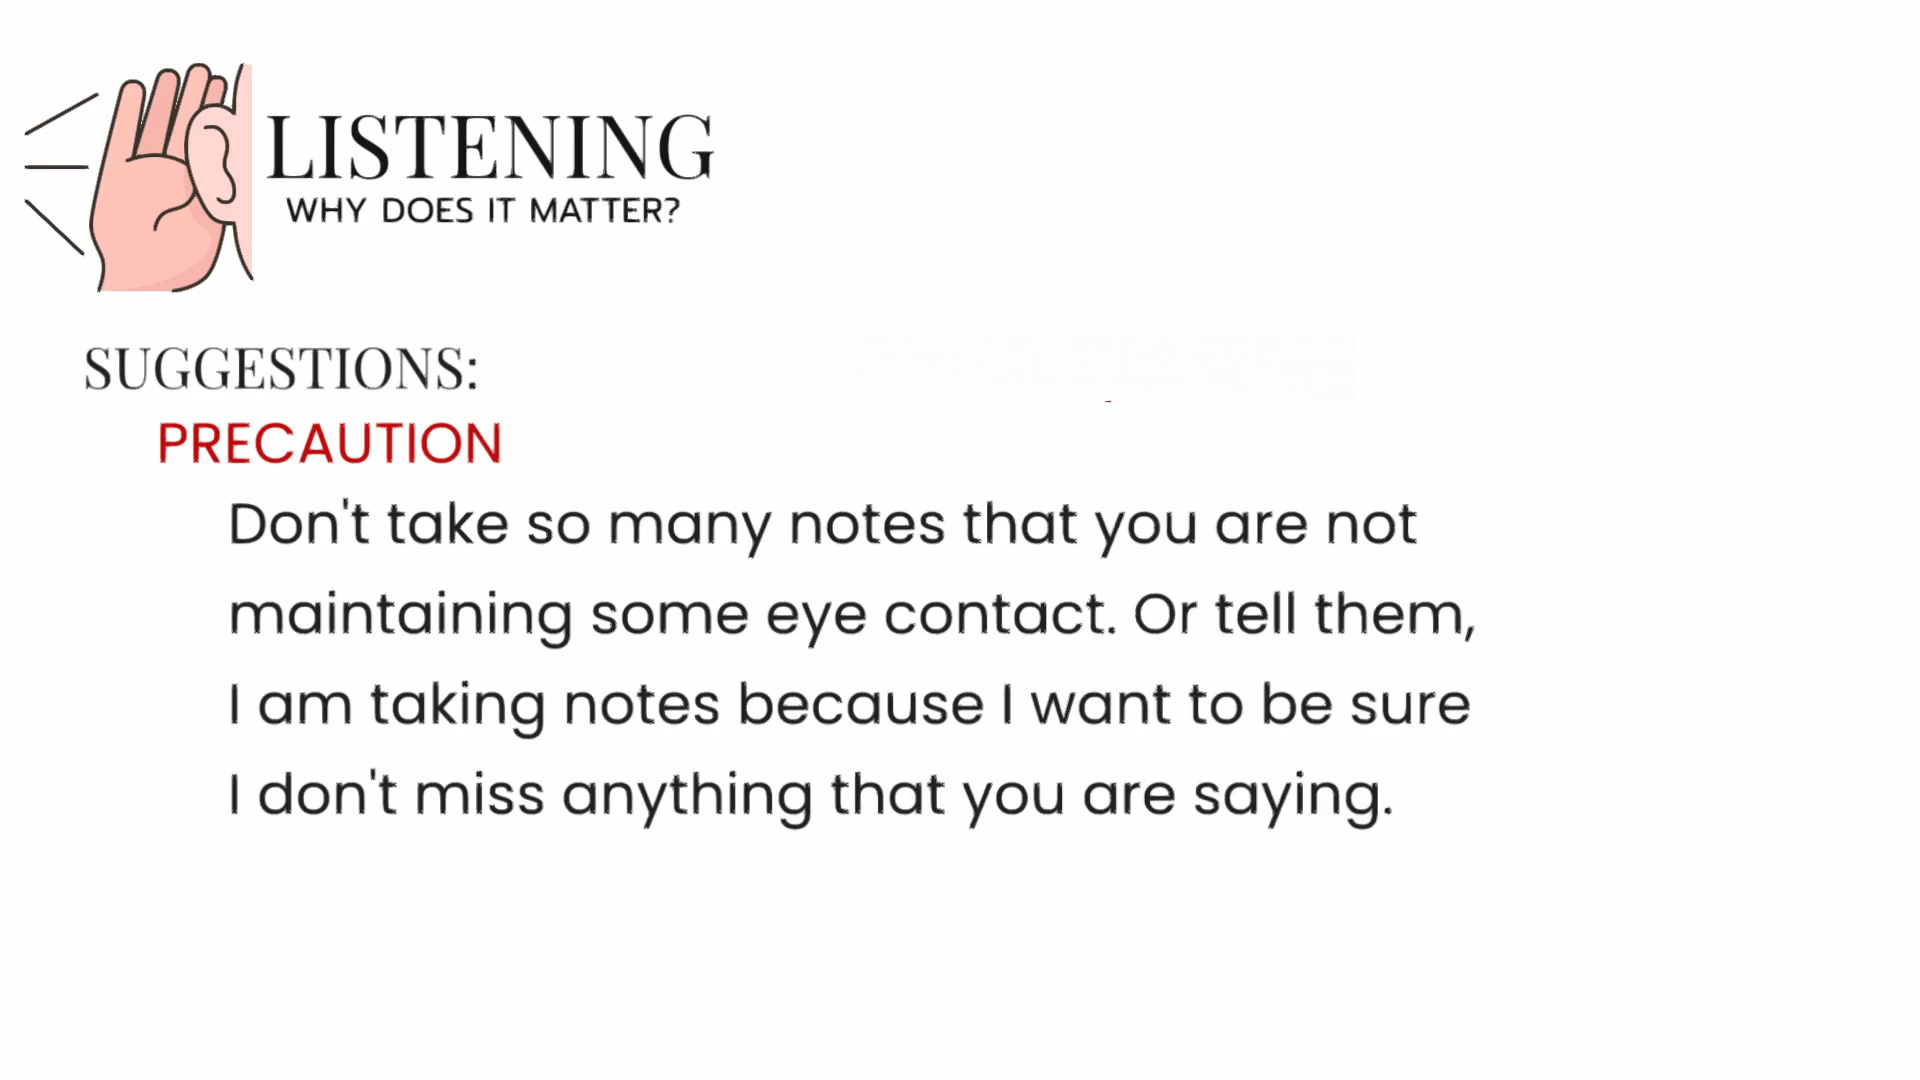 LISTENING
WHY DOES IT MATTER?
SUGGESTIONS:
PRECAUTION
Don't take so many notes that you are not
maintaining some eye contact. Or tell them,
I am taking notes because I want to be sure
I don't miss anything that you are saying.